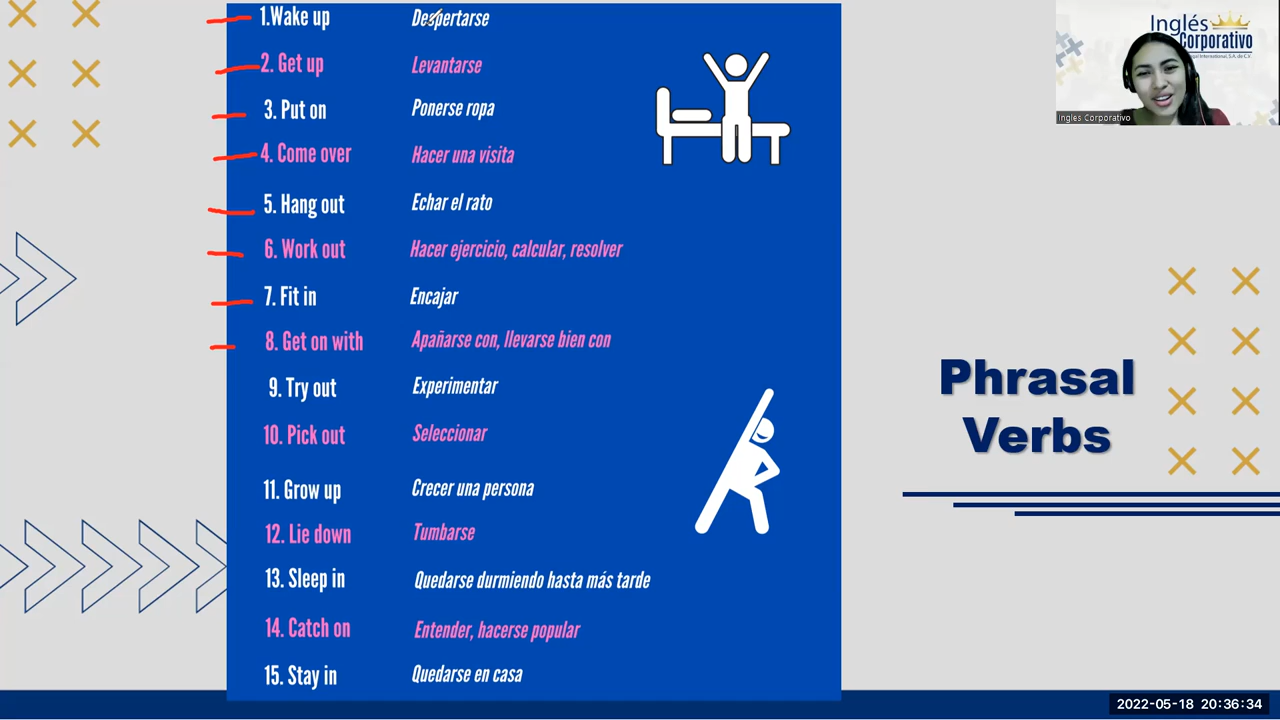 1.Wake up Despertarse
2. Get up Levantarse
3. Put on Ponerse ropa
4. Come over Hacer una visita
5. Hang out Echar el rato
6. Work out Hacer ejercicio, calcular, resolver
7. Fit in Encajar
8. Get on with Apañarse con, llevarse bien con
9. Try out Experimentar
10. Pick out Seleccionar
11. Grow up Crecer una persona
12. Lie down Tumbarse
13. Sleep in Quedarse durmiendo hasta más tarde
14. Catch on Entender, hacerse popular
15. Stay in Quedarse en casa
Phrasal
Verbs
Inglés
Corporativo
International, S.A. de C.V.
Ingles Corporativo
2022-05-18 20:36:34